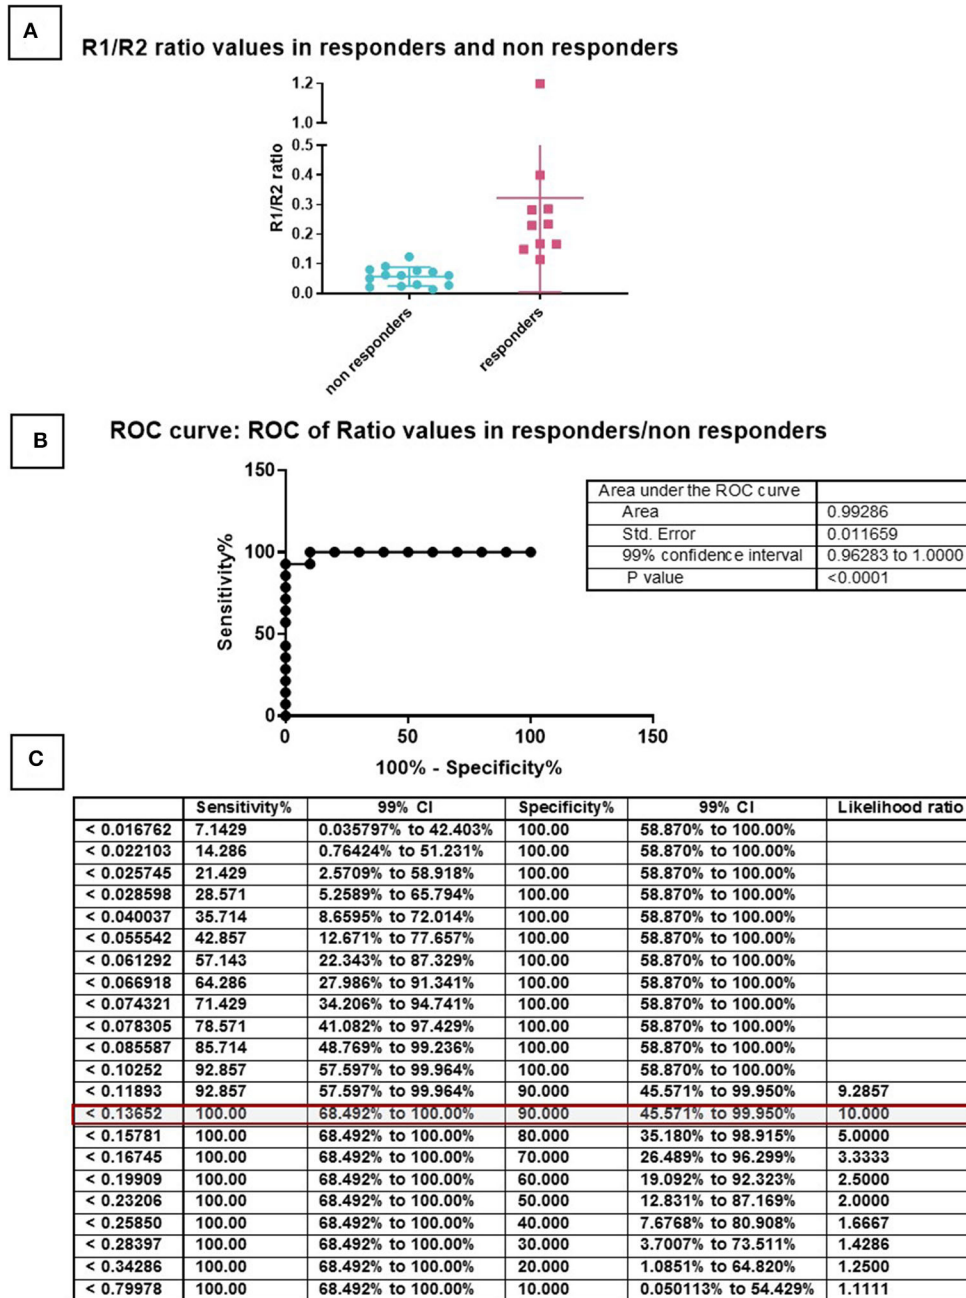 A
R1/R2 ratio values in responders and non responders
1.2
1.0
0.5
0.4
0.3
0.2
0.1
0.0
R1/R2 ratio
non responders
responders
B
ROC curve: ROC of Ratio values in responders/non responders
150
100
50
0
Sensitivity%
0 50 100 150
100% - Specificity%
Area under the ROC curve
Area 0.99286
Std. Error 0.011659
99% confidence interval 0.96283 to 1.0000
P value <0.0001
C
Sensitivity% 99% CI Specificity% 99% CI Likelihood ratio
< 0.016762 7.1429 0.035797% to 42.403% 100.00 58.870% to 100.00%
< 0.022103 14.286 0.76424% to 51.231% 100.00 58.870% to 100.00%
< 0.025745 21.429 2.5709% to 58.918% 100.00 58.870% to 100.00%
< 0.028598 28.571 5.2589% to 65.794% 100.00 58.870% to 100.00%
< 0.040037 35.714 8.6595% to 72.014% 100.00 58.870% to 100.00%
< 0.055542 42.857 12.671% to 77.657% 100.00 58.870% to 100.00%
< 0.061292 57.143 22.343% to 87.329% 100.00 58.870% to 100.00%
< 0.066918 64.286 27.986% to 91.341% 100.00 58.870% to 100.00%
< 0.074321 71.429 34.206% to 94.741% 100.00 58.870% to 100.00%
< 0.078305 78.571 41.082% to 97.429% 100.00 58.870% to 100.00%
< 0.085587 85.714 48.769% to 99.236% 100.00 58.870% to 100.00%
< 0.10252 92.857 57.597% to 99.964% 100.00 58.870% to 100.00%
< 0.11893 92.857 57.597% to 99.964% 90.000 45.571% to 99.950% 9.2857
< 0.13652 100.00 68.492% to 100.00% 90.000 45.571% to 99.950% 10.000
< 0.15781 100.00 68.492% to 100.00% 80.000 35.180% to 98.915% 5.0000
< 0.16745 100.00 68.492% to 100.00% 70.000 26.489% to 96.299% 3.3333
< 0.19909 100.00 68.492% to 100.00% 60.000 19.092% to 92.323% 2.5000
< 0.23206 100.00 68.492% to 100.00% 50.000 12.831% to 87.169% 2.0000
< 0.25850 100.00 68.492% to 100.00% 40.000 7.6768% to 80.908% 1.6667
< 0.28397 100.00 68.492% to 100.00% 30.000 3.7007% to 73.511% 1.4286
< 0.34286 100.00 68.492% to 100.00% 20.000 1.0851% to 64.820% 1.2500
< 0.79978 100.00 68.492% to 100.00% 10.000 0.050113% to 54.429% 1.1111